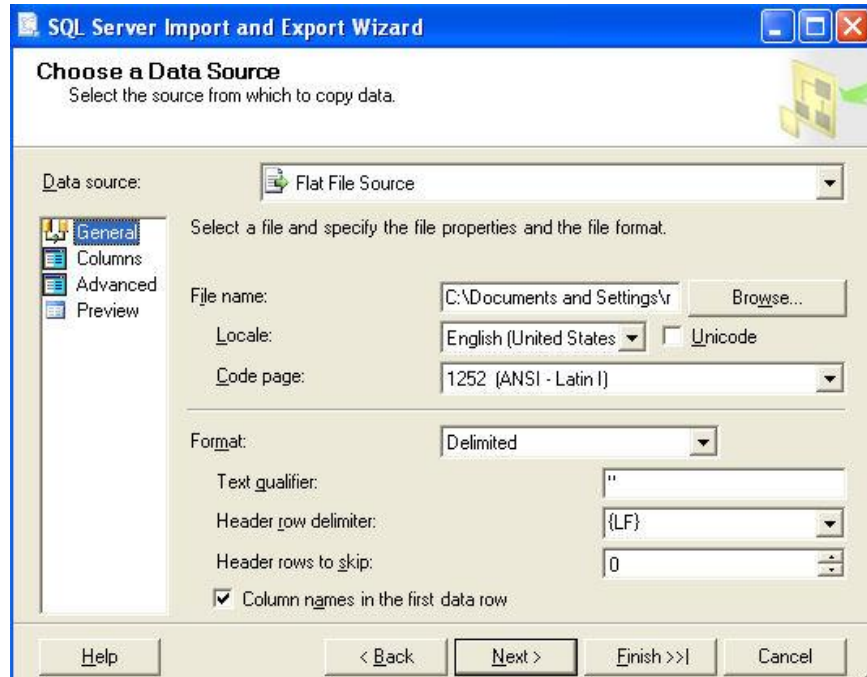 SQL Server Import and Export Wizard
Choose a Data Source
Select the source from which to copy data.
Data source: Flat File Source
General
Columns
Advanced
Preview
Select a file and specify the file properties and the file format.
File name: C:\Documents and Settings\r Browse...
Locale: English (United States Unicode
Code page: 1252 (ANSI - Latin I)
Format: Delimited
Text qualifier: "
Header row delimiter: {LF}
Header rows to skip: 0
Column names in the first data row
Help < Back Next > Finish >>| Cancel